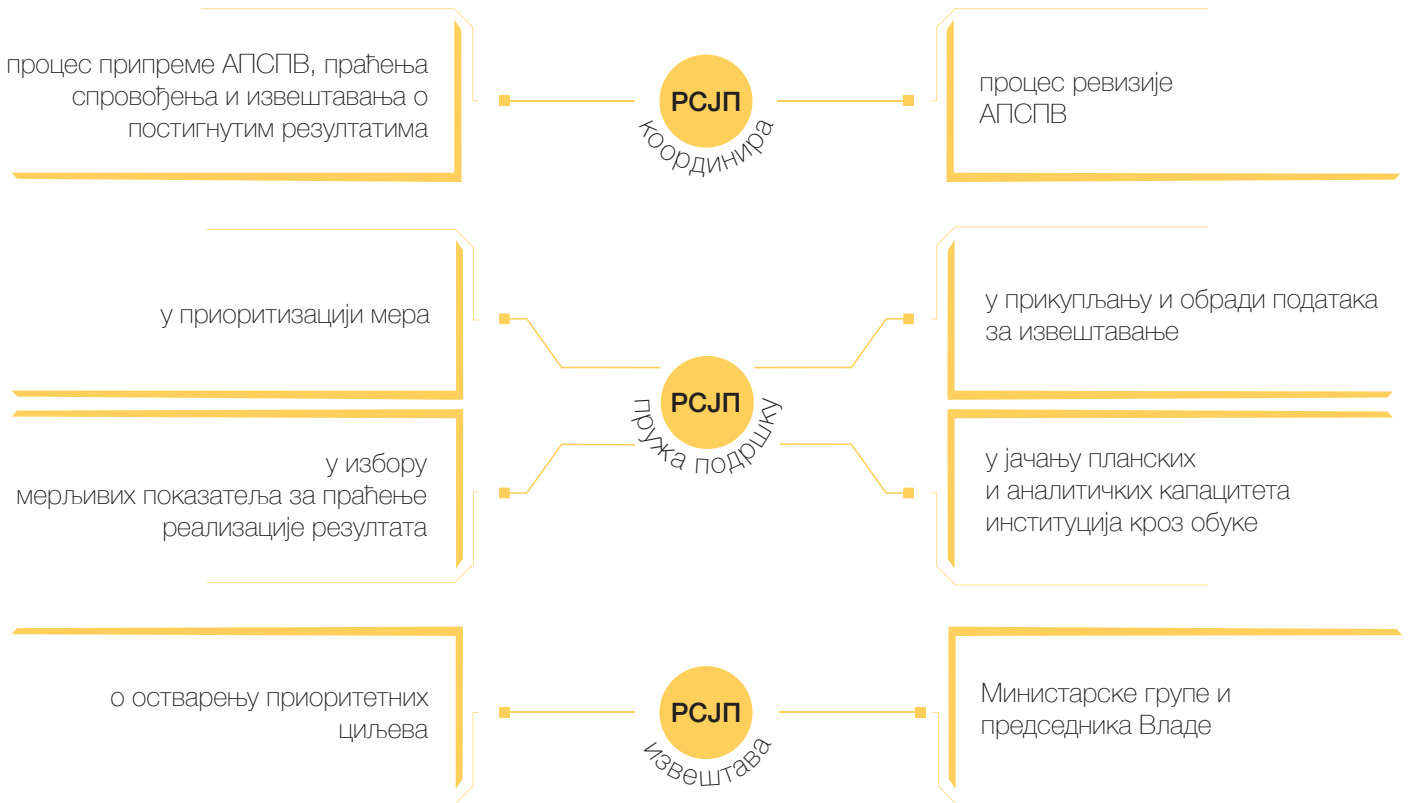 процес припреме АПСПВ, праћења
спровођења и извештавања о
постигнутим резултатима
РСЈП
координира
процес ревизије
АПСПВ
у приоритизацији мера
у прикупљању и обради података
за извештавање
РСЈП
пружа подршку
у избору
мерљивих показатеља за праћење
реализације резултата
у јачању планских
и аналитичких капацитета
институција кроз обуке
о остварењу приоритетних
циљева
РСЈП
извештава
Министарске групе и
председника Владе